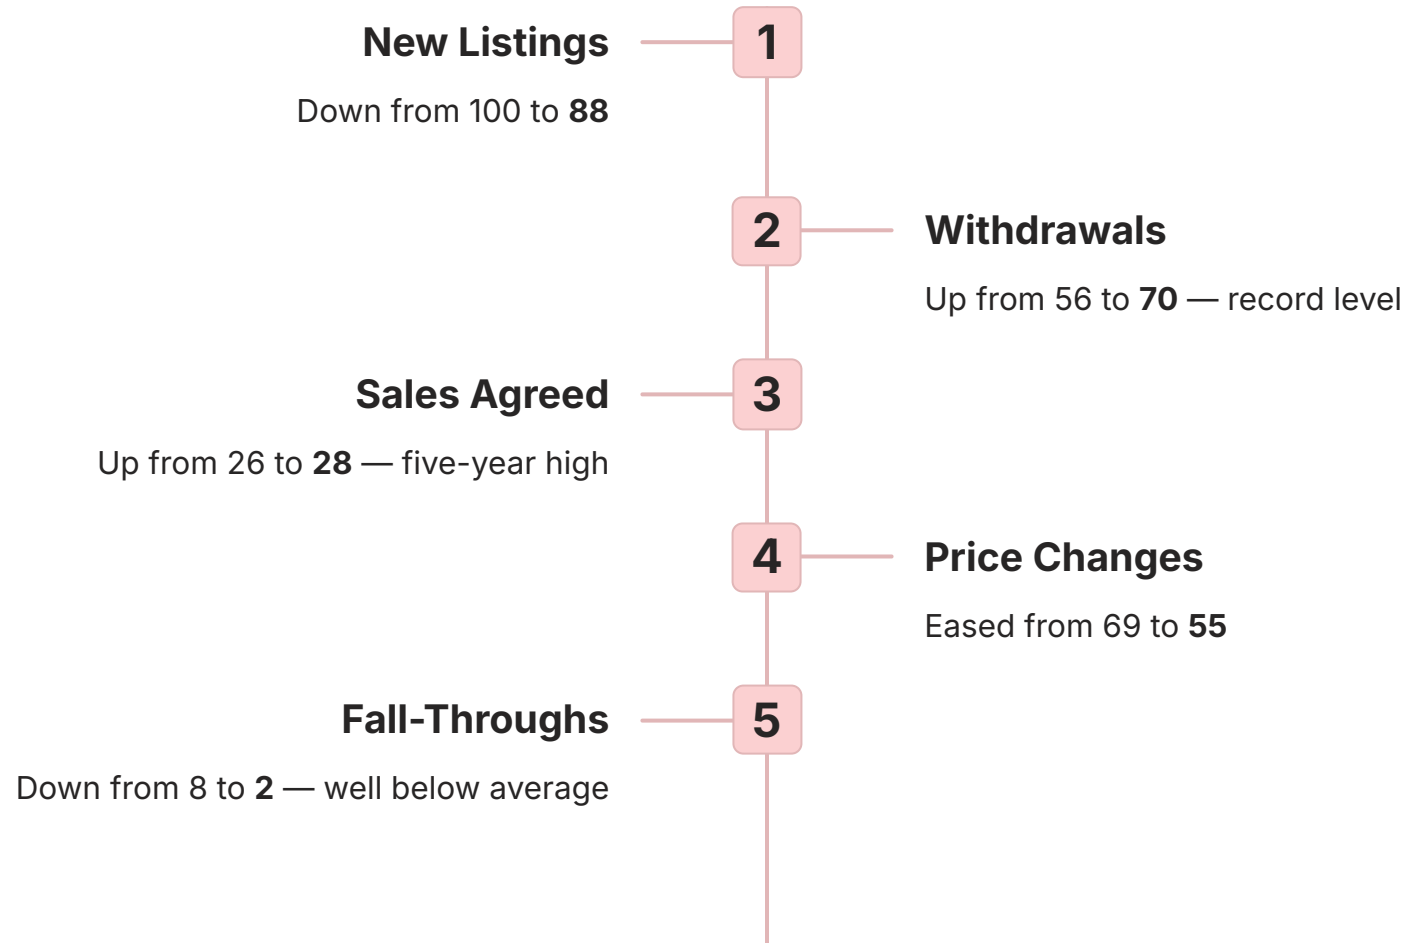 New Listings
1
Down from 100 to 88
2
Withdrawals
Up from 56 to 70 — record level
Sales Agreed
3
Up from 26 to 28 — five-year high
4
Price Changes
Eased from 69 to 55
Fall-Throughs
5
Down from 8 to 2 — well below average